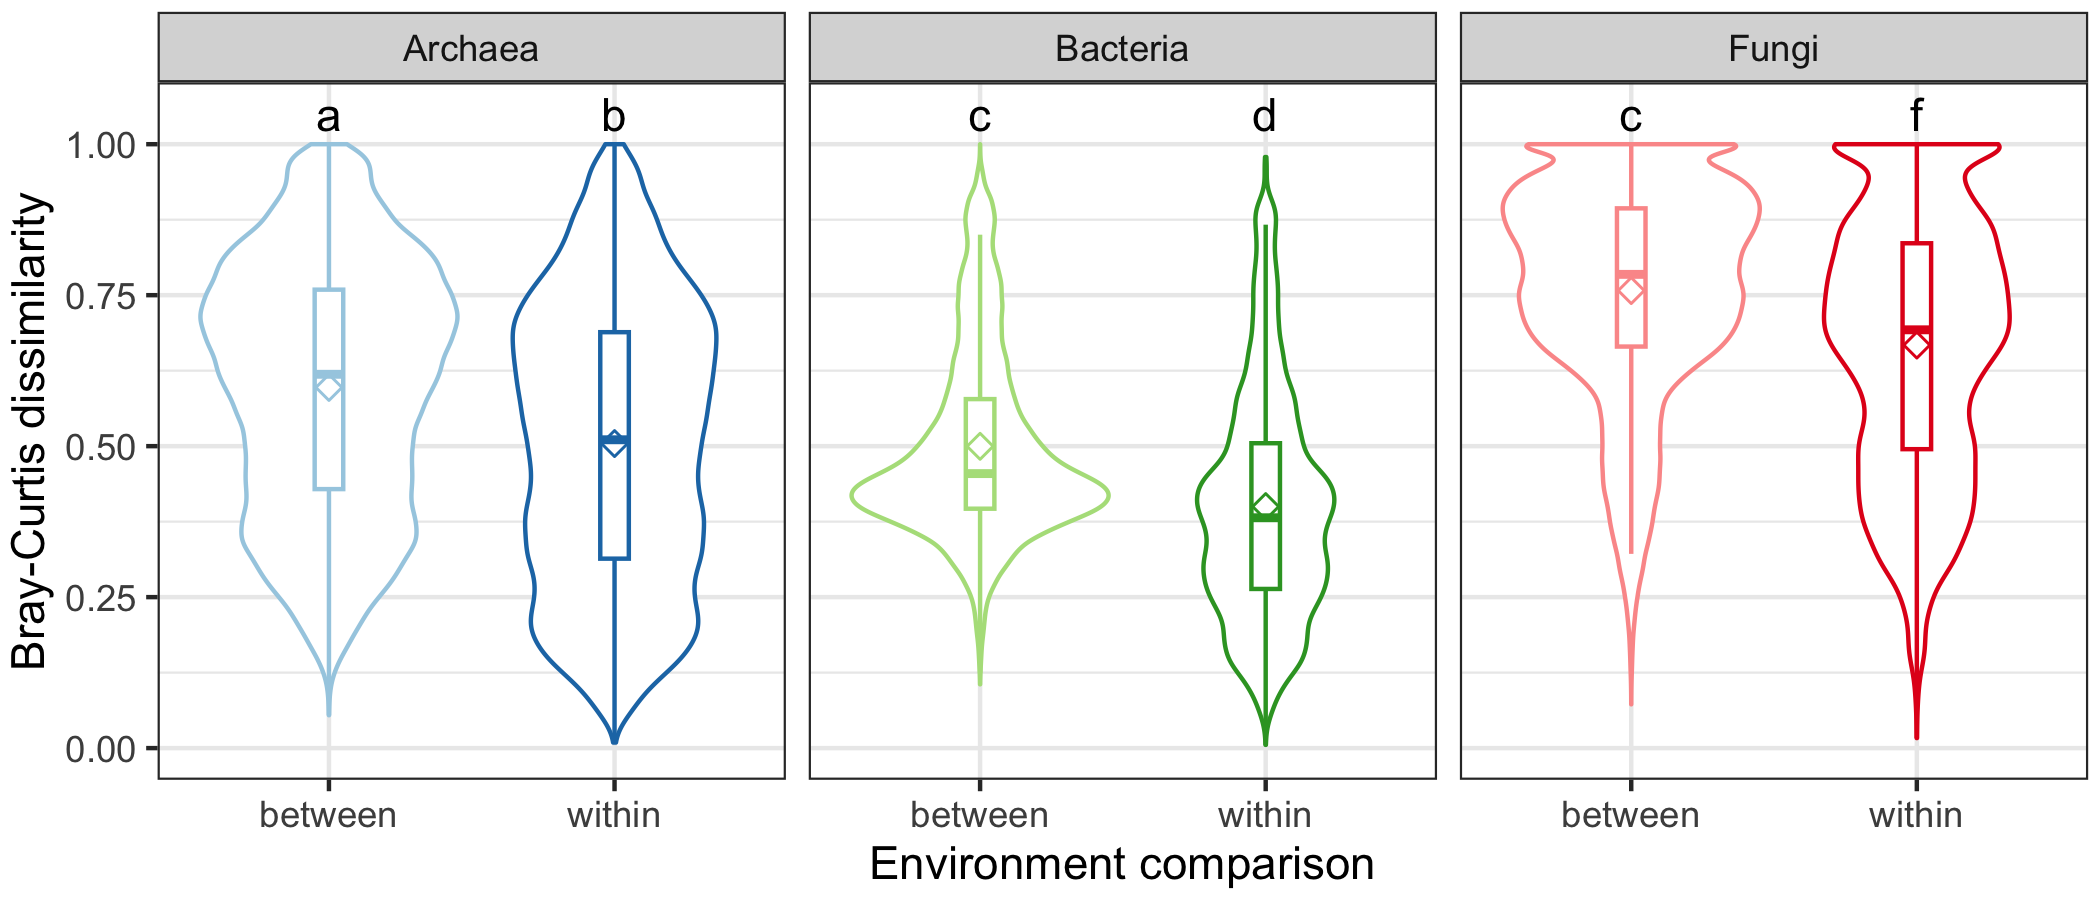 Archaea Bacteria Fungi
a b c d c f
1.00
0.75
0.50
0.25
0.00
Bray-Curtis dissimilarity
between within between within between within
Environment comparison